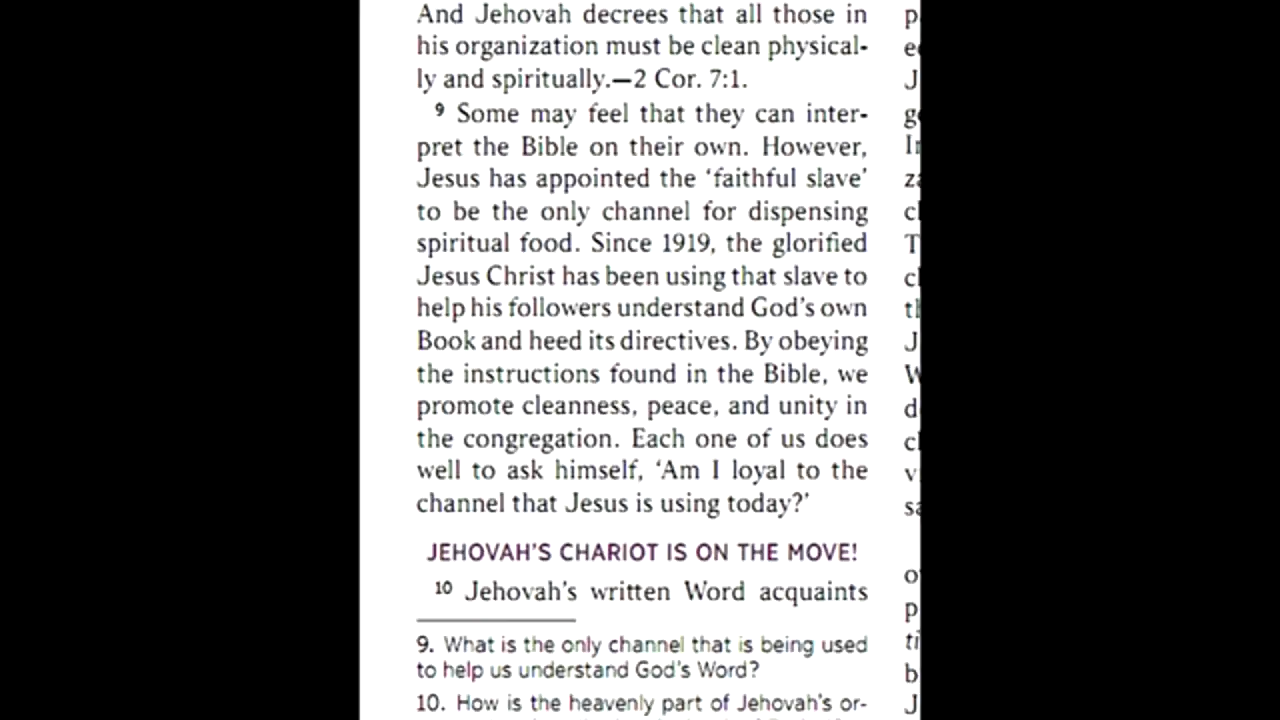 And Jehovah decrees that all those in
his organization must be clean physical-
ly and spiritually.—2 Cor. 7:1.
9 Some may feel that they can inter-
pret the Bible on their own. However,
Jesus has appointed the ‘faithful slave’
to be the only channel for dispensing
spiritual food. Since 1919, the glorified
Jesus Christ has been using that slave to
help his followers understand God’s own
Book and heed its directives. By obeying
the instructions found in the Bible, we
promote cleanness, peace, and unity in
the congregation. Each one of us does
well to ask himself, ‘Am I loyal to the
channel that Jesus is using today?’
JEHOVAH’S CHARIOT IS ON THE MOVE!
10 Jehovah’s written Word acquaints
9. What is the only channel that is being used
to help us understand God’s Word?
10. How is the heavenly part of Jehovah’s or-